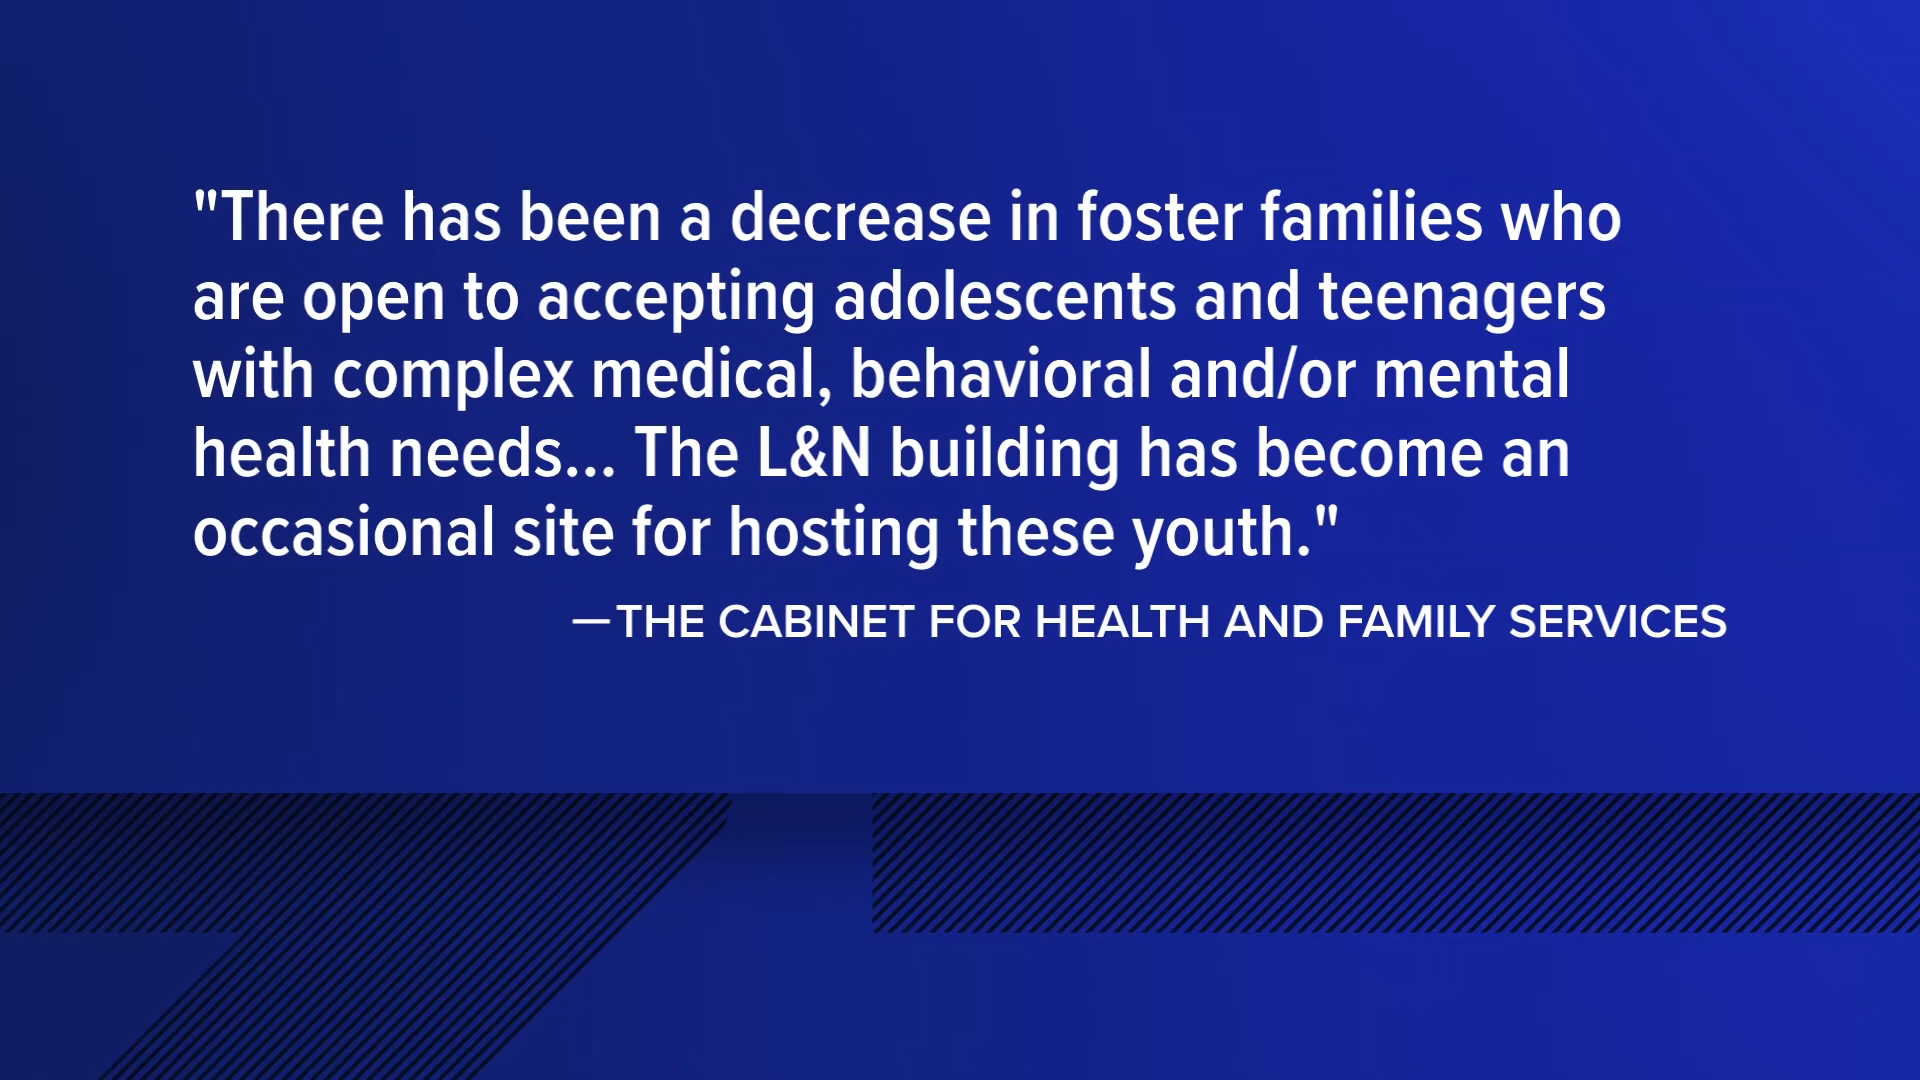 "There has been a decrease in foster families who
are open to accepting adolescents and teenagers
with complex medical, behavioral and/or mental
health needs... The L&N building has become an
occasional site for hosting these youth."
—THE CABINET FOR HEALTH AND FAMILY SERVICES